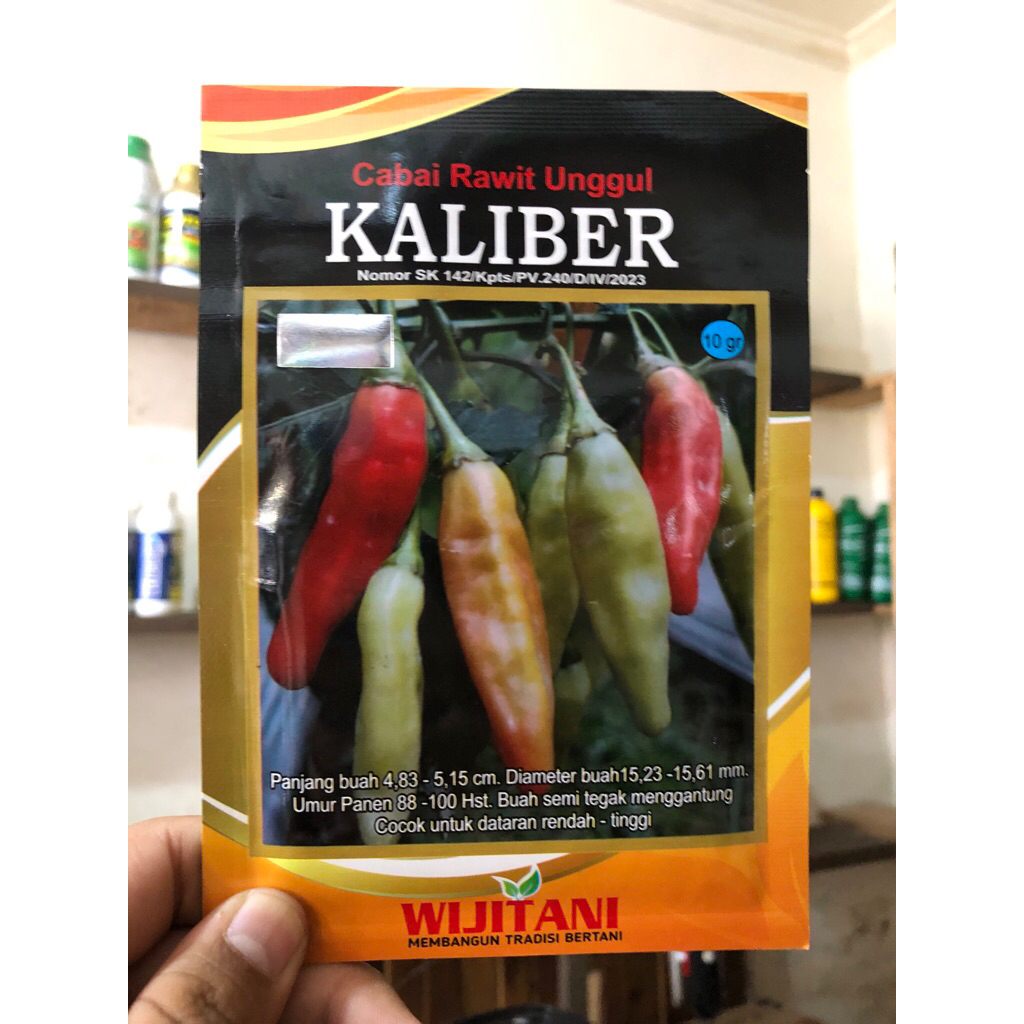 Cabai Rawit Unggul
KALIBER
Nomor SK 142/Kpts/PV.240/D/IV/2023
10 gr
Panjang buah 4,83 - 5,15 cm. Diameter buah15,23 -15,61 mm.
Umur Panen 88 -100 Hst. Buah semi tegak menggantung
Cocok untuk dataran rendah - tinggi
WIJITANI
MEMBANGUN TRADISI BERTANI